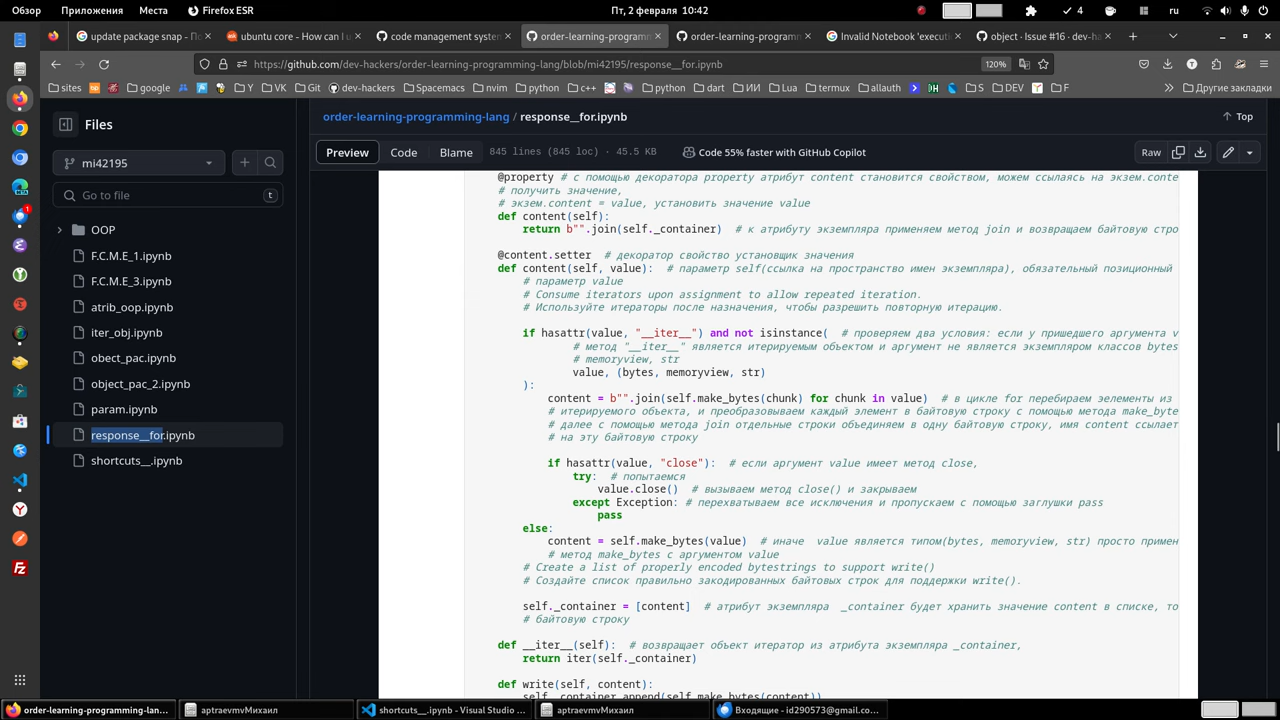 Обзор Приложения Места Firefox ESR Пт, 2 февраля 10:42 4 ru
update package snap - По
ubuntu core - How can I u
code management system
order-learning-programm
order-learning-programm
Invalid Notebook 'executi
object · Issue #16 · dev-ha
https://github.com/dev-hackers/order-learning-programming-lang/blob/mi42195/response__for.ipynb 120%
sites google Y VK Git dev-hackers Spacemacs nvim python c++ python dart ИИ Lua termux allauth S DEV F Другие закладки
Files
order-learning-programming-lang / response__for.ipynb
Top
mi42195
Preview Code Blame 845 lines (845 loc) · 45.5 KB Code 55% faster with GitHub Copilot Raw
Go to file t
OOP
F.C.M.E_1.ipynb
F.C.M.E_3.ipynb
atrib-oop.ipynb
iter_obj.ipynb
obect_pac.ipynb
object_pac_2.ipynb
param.ipynb
response__for.ipynb
shortcuts__.ipynb
@property # с помощью декоратора property атрибут content становится свойством, можем ссылаясь на экзем.conte
# получить значение,
# экзем.content = value, установить значение value
def content(self):
return b"".join(self._container) # к атрибуту экземпляра применяем метод join и возвращаем байтовую стро
@content.setter # декоратор свойство установщик значения
def content(self, value): # параметр self(ссылка на пространство имен экземпляра), обязательный позиционный
# параметр value
# Consume iterators upon assignment to allow repeated iteration.
# Используйте итераторы после назначения, чтобы разрешить повторную итерацию.
if hasattr(value, "__iter__") and not isinstance( # проверяем два условия: если у пришедшего аргумента v
# метод "__iter__" является итерируемым объектом и аргумент не является экземпляром классов bytes
# memoryview, str
value, (bytes, memoryview, str)
):
content = b"".join(self.make_bytes(chunk) for chunk in value) # в цикле for перебираем эелементы из
# итерируемого объекта, и преобразовываем каждый элемент в байтовую строку с помощью метода make_byte
# далее с помощью метода join отдельные строки объединяем в одну байтовую строку, имя content ссылает
# на эту байтовую строку
if hasattr(value, "close"): # если аргумент value имеет метод close,
try: # попытаемся
value.close() # вызываем метод close() и закрываем
except Exception: # перехватываем все исключения и пропускаем с помощью заглушки pass
pass
else:
content = self.make_bytes(value) # иначе value является типом(bytes, memoryview, str) просто примен
# метод make_bytes с аргументом value
# Create a list of properly encoded bytestrings to support write()
# Создайте список правильно закодированных байтовых строк для поддержки write().
self._container = [content] # атрибут экземпляра _container будет хранить значение content в списке, то
# байтовую строку
def __iter__(self): # возвращает объект итератор из атрибута экземпляра _container,
return iter(self._container)
def write(self, content):
self._container.append(self.make_bytes(content))
order-learning-programming-lan…
aptraevmvМихаил
shortcuts__.ipynb - Visual Studio …
aptraevmvМихаил
Входящие - id290573@gmail.co…